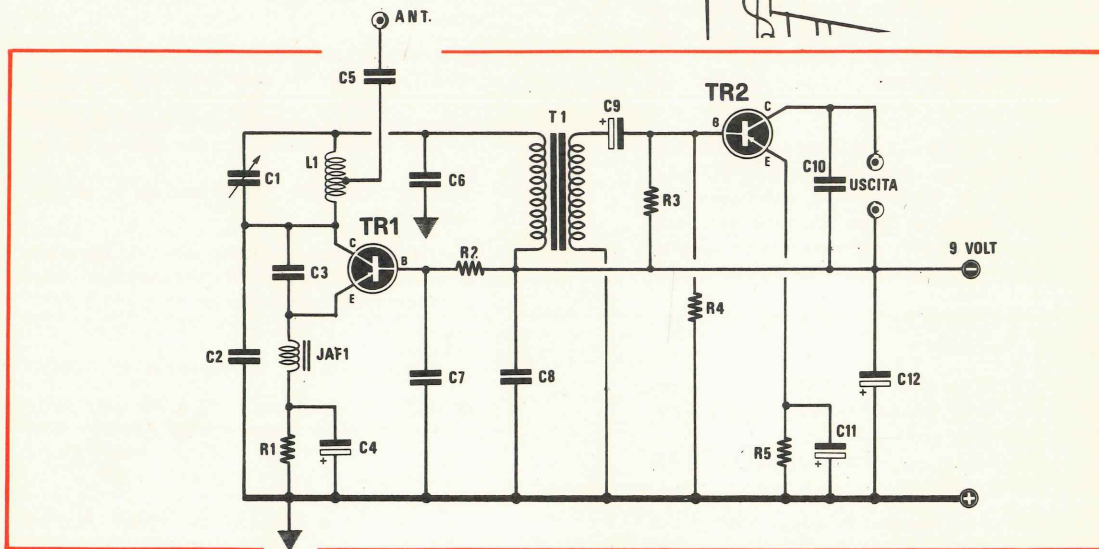 ANT.
C5
C1
L1
C6
T1
C9
TR2
B
C
E
R3
C10
USCITA
TR1
C
B
E
C3
R2
9 VOLT
-
R4
C2
JAF1
C7
C8
C12
+
R1
C4
+
R5
C11
+
+